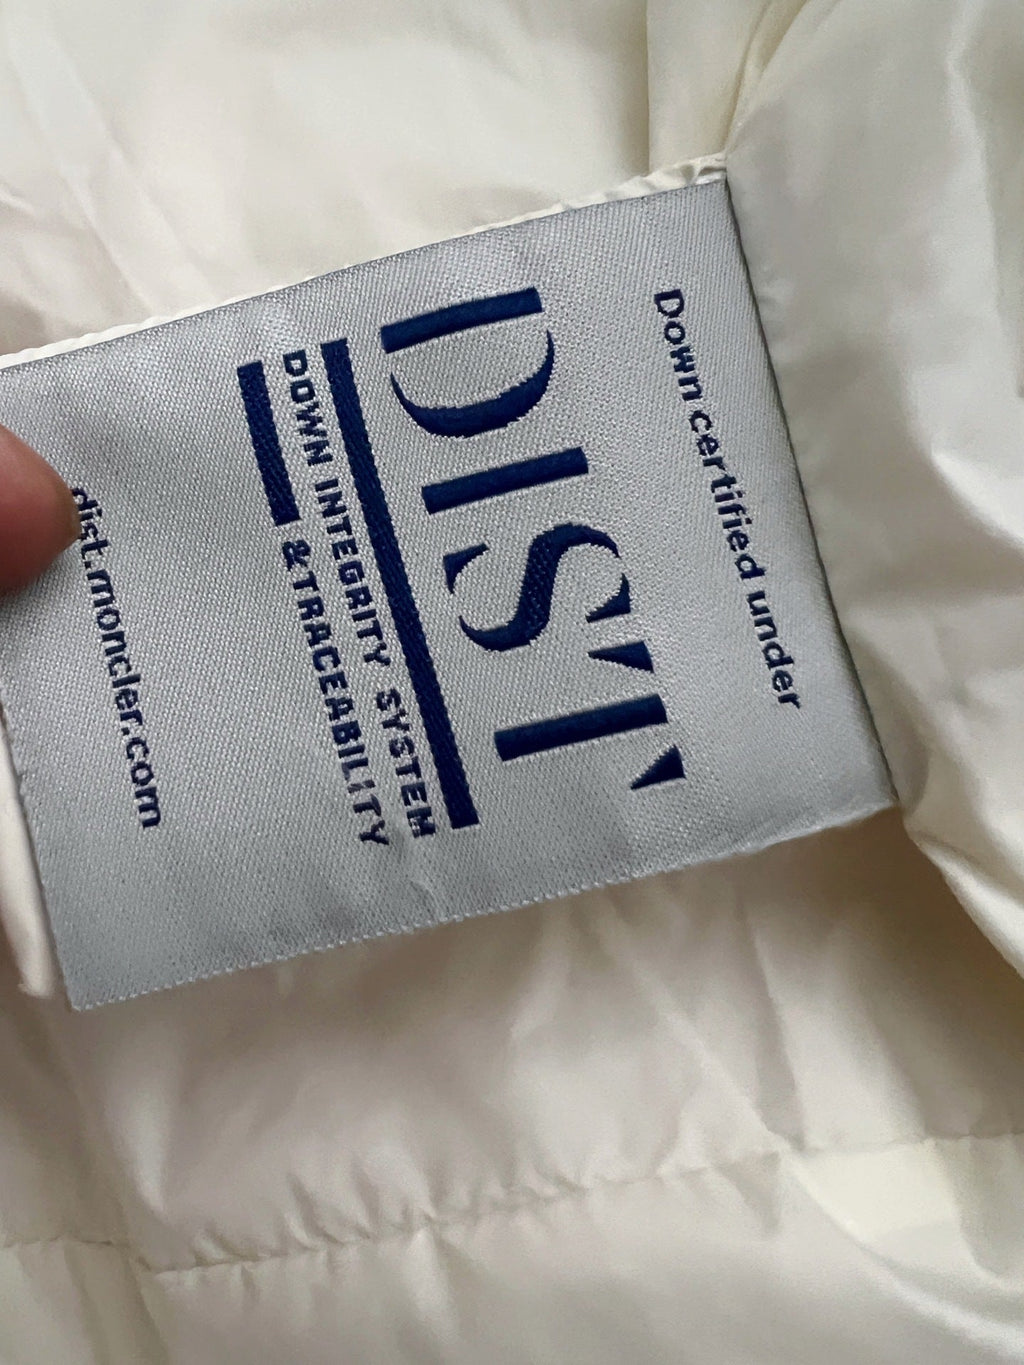 Down certified under
DIST
DOWN INTEGRITY SYSTEM
& TRACEABILITY
dist.moncler.com